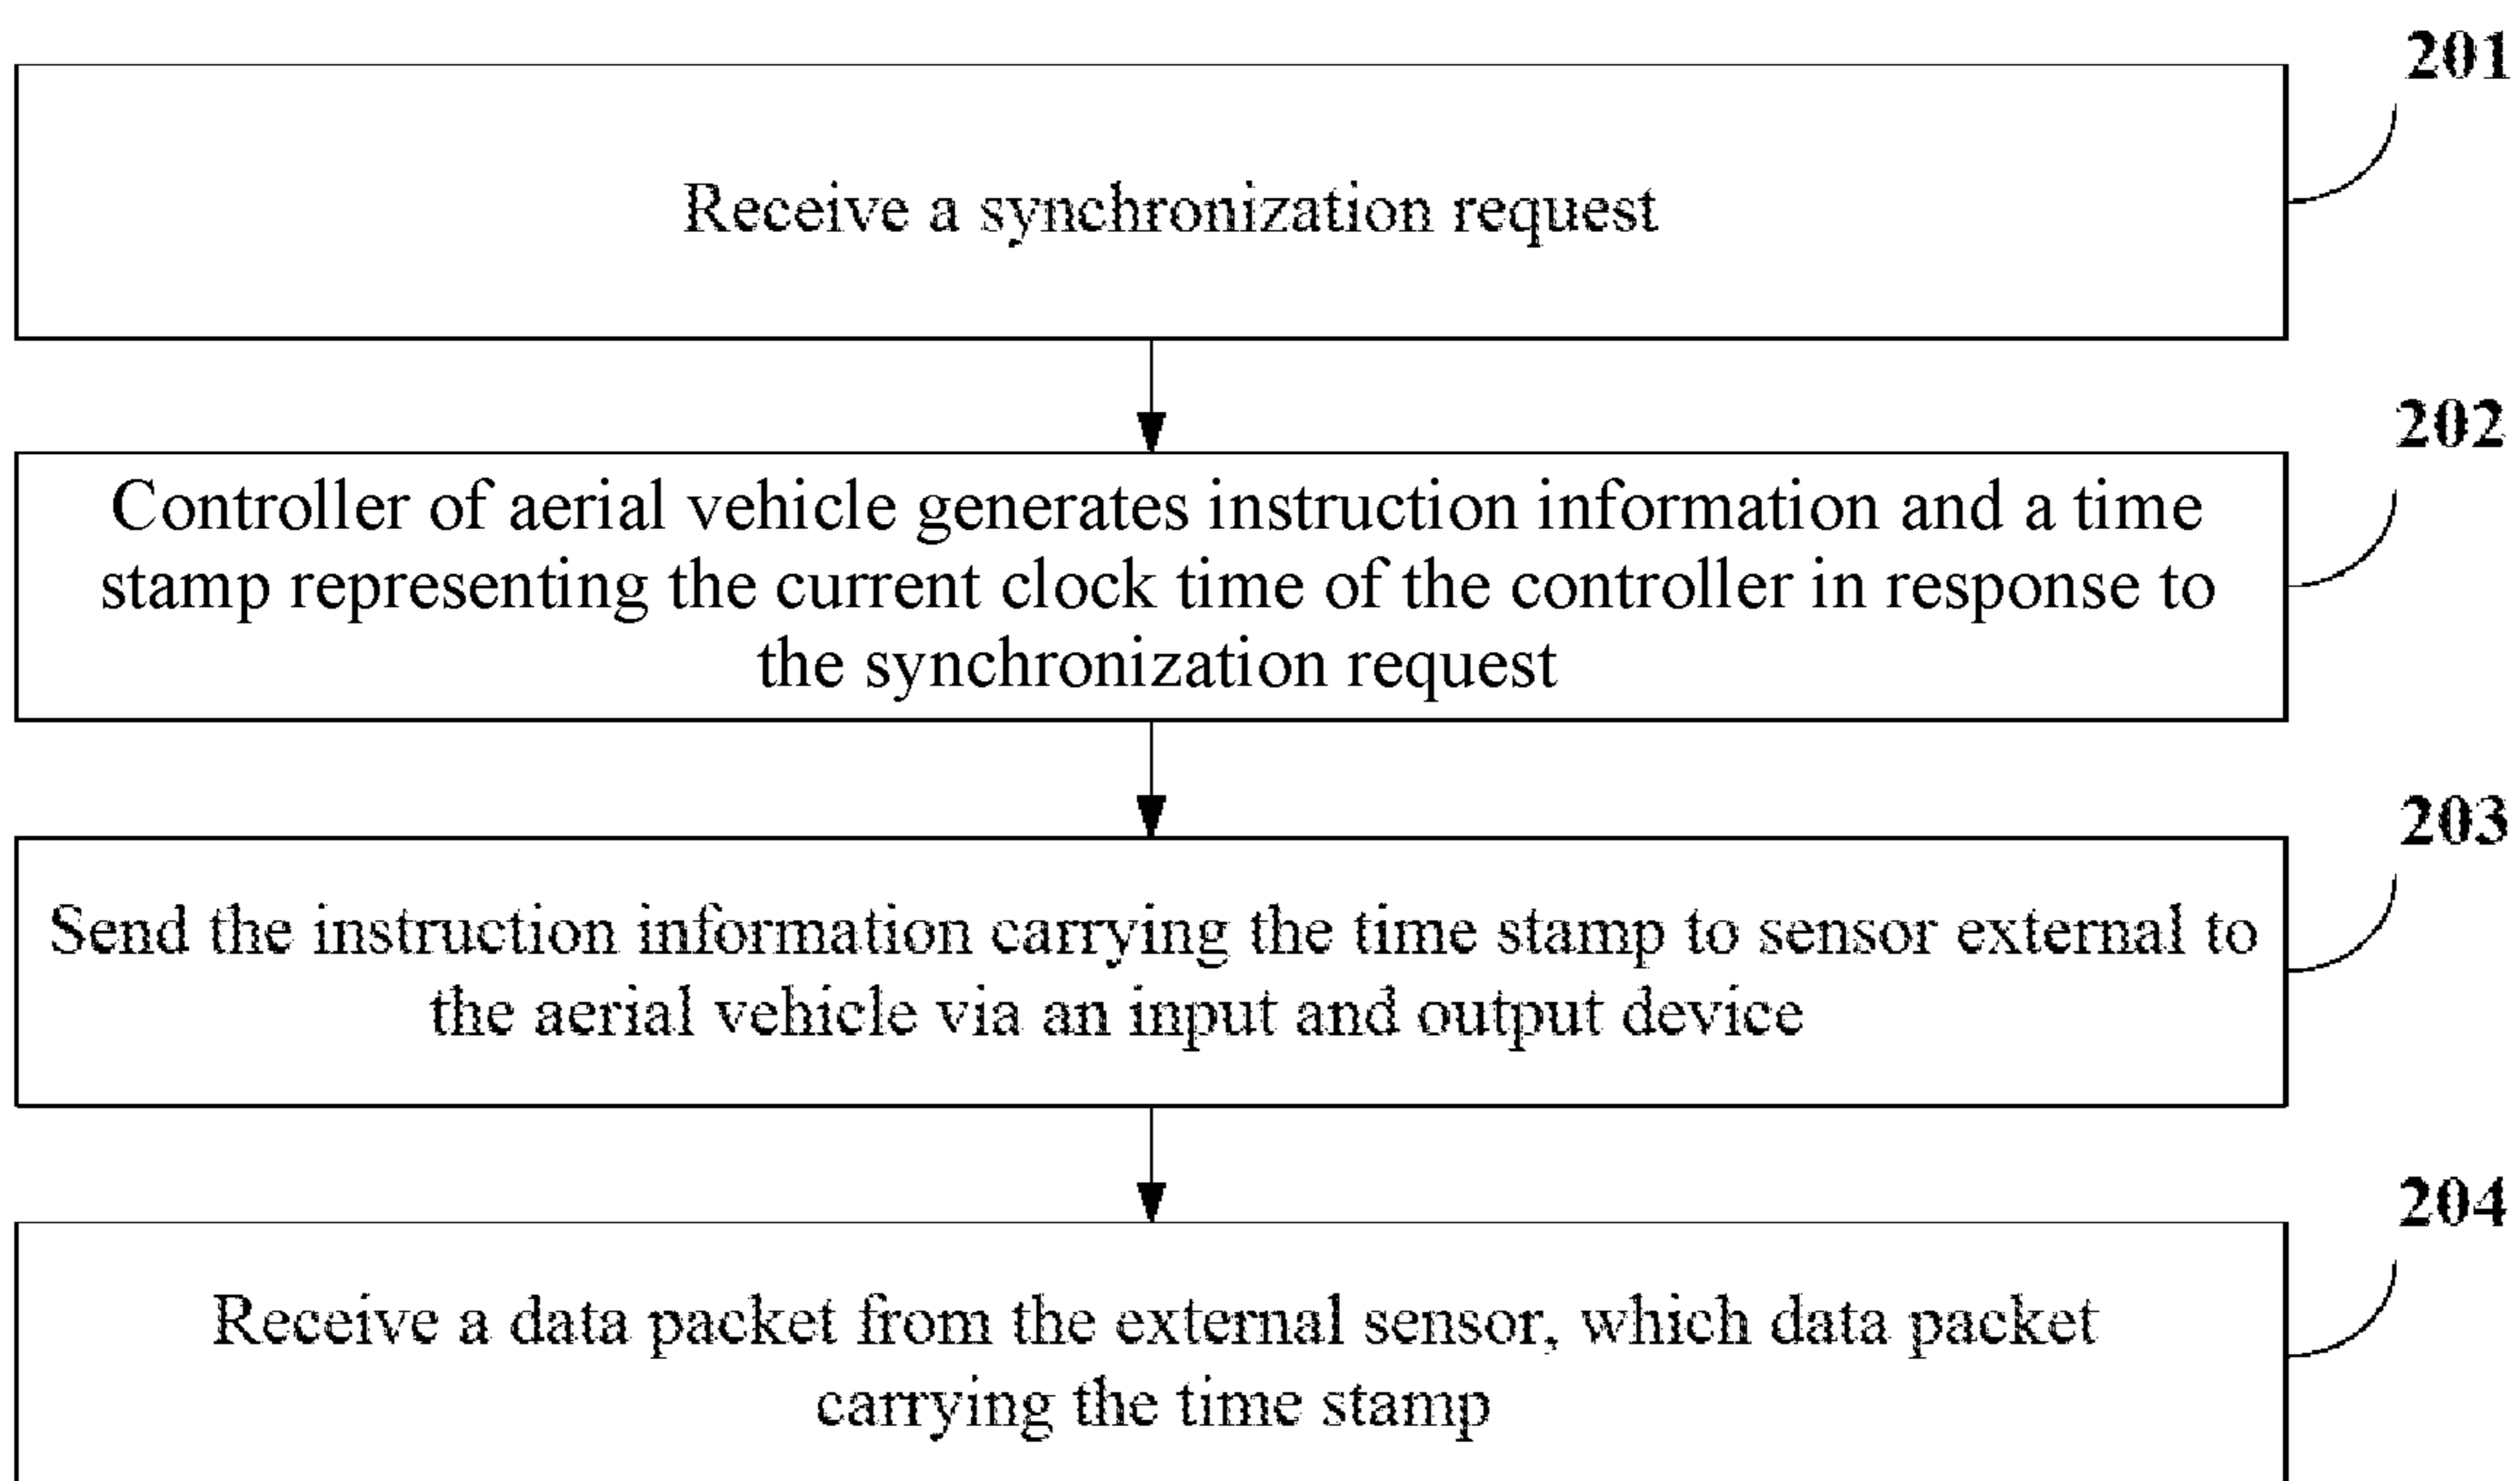 201
Receive a synchronization request
202
Controller of aerial vehicle generates instruction information and a time
stamp representing the current clock time of the controller in response to
the synchronization request
203
Send the instruction information carrying the time stamp to sensor external to
the aerial vehicle via an input and output device
204
Receive a data packet from the external sensor, which data packet
carrying the time stamp